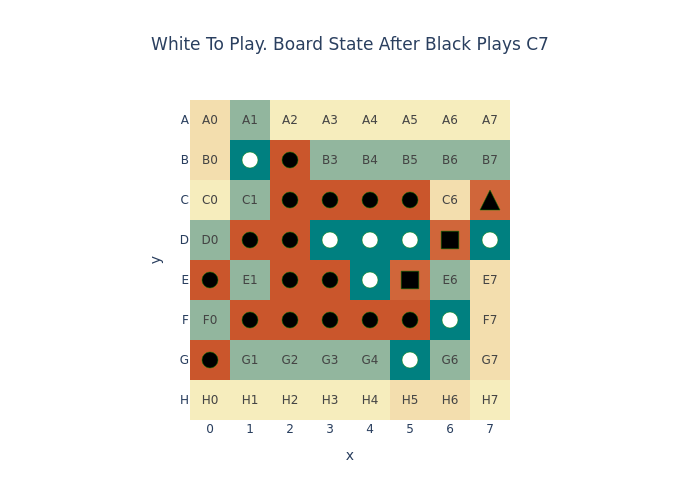 White To Play. Board State After Black Plays C7
A A0 A1 A2 A3 A4 A5 A6 A7
B B0 B3 B4 B5 B6 B7
C C0 C1 C6
D D0
E E1 E6 E7
F F0 F7
G G1 G2 G3 G4 G6 G7
H H0 H1 H2 H3 H4 H5 H6 H7
0 1 2 3 4 5 6 7
x
y